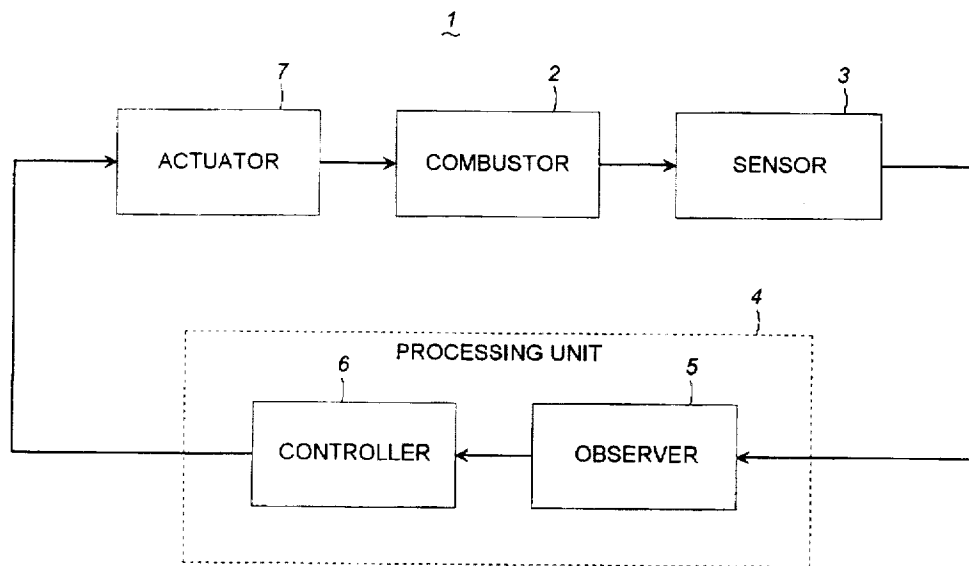 1
7
2
3
ACTUATOR
COMBUSTOR
SENSOR
4
PROCESSING UNIT
6
5
CONTROLLER
OBSERVER